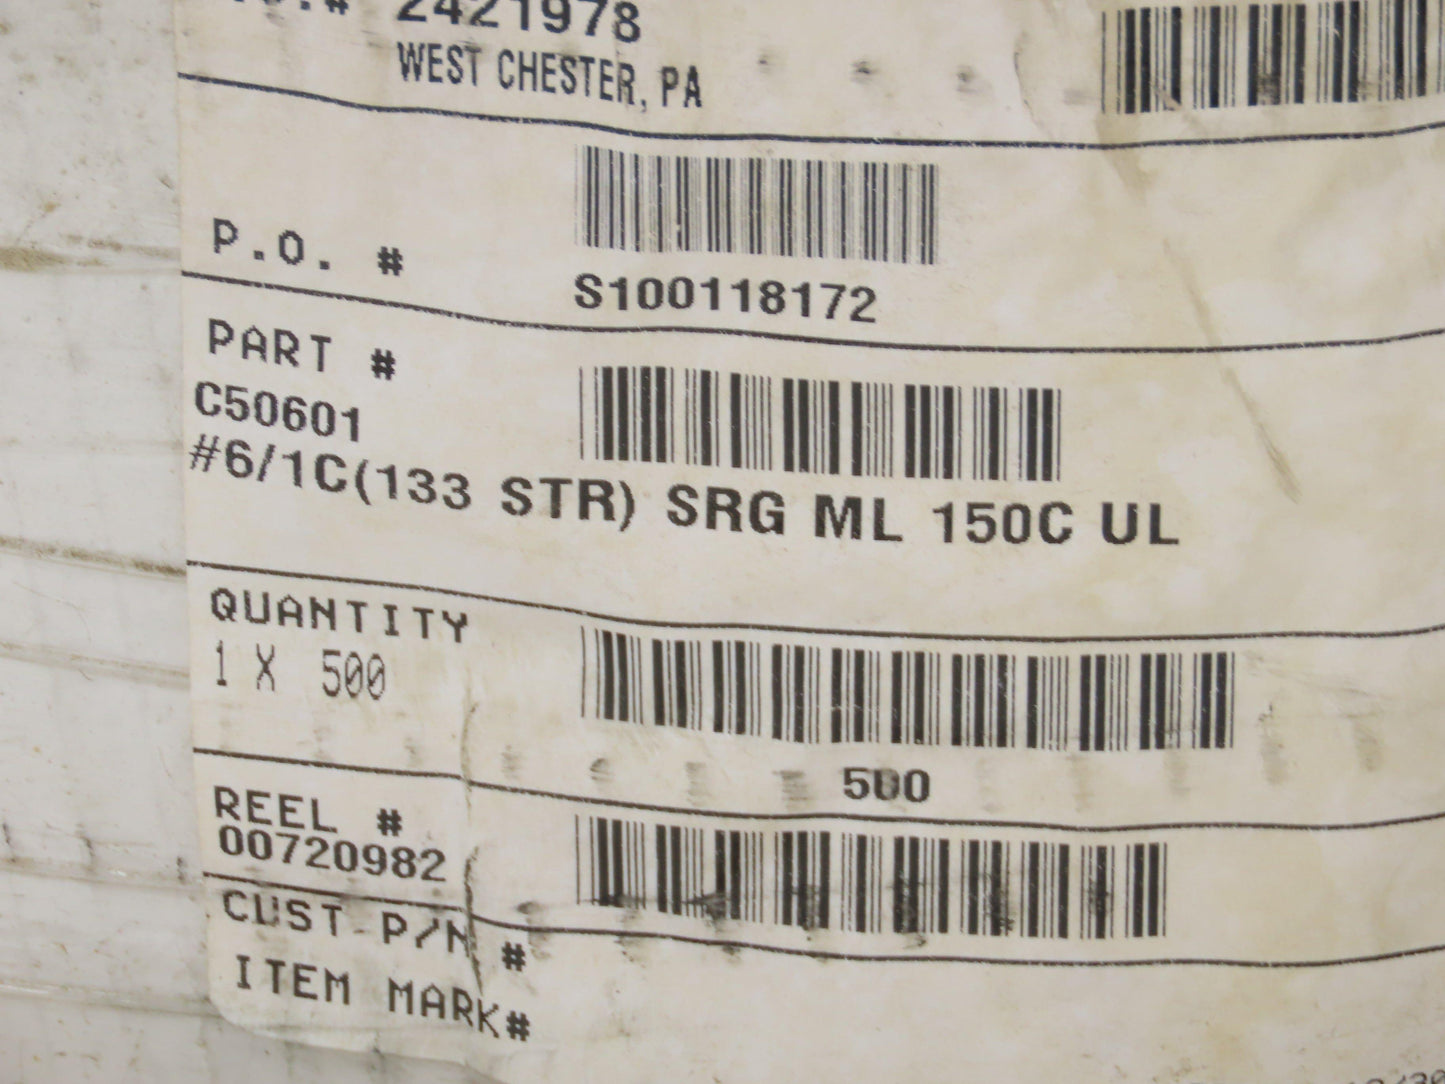 # 2421978
WEST CHESTER, PA
P.O. #
S100118172
PART #
C50601
#6/1C(133 STR) SRG ML 150C UL
QUANTITY
1 X 500
500
REEL #
00720982
CUST P/N #
ITEM MARK#